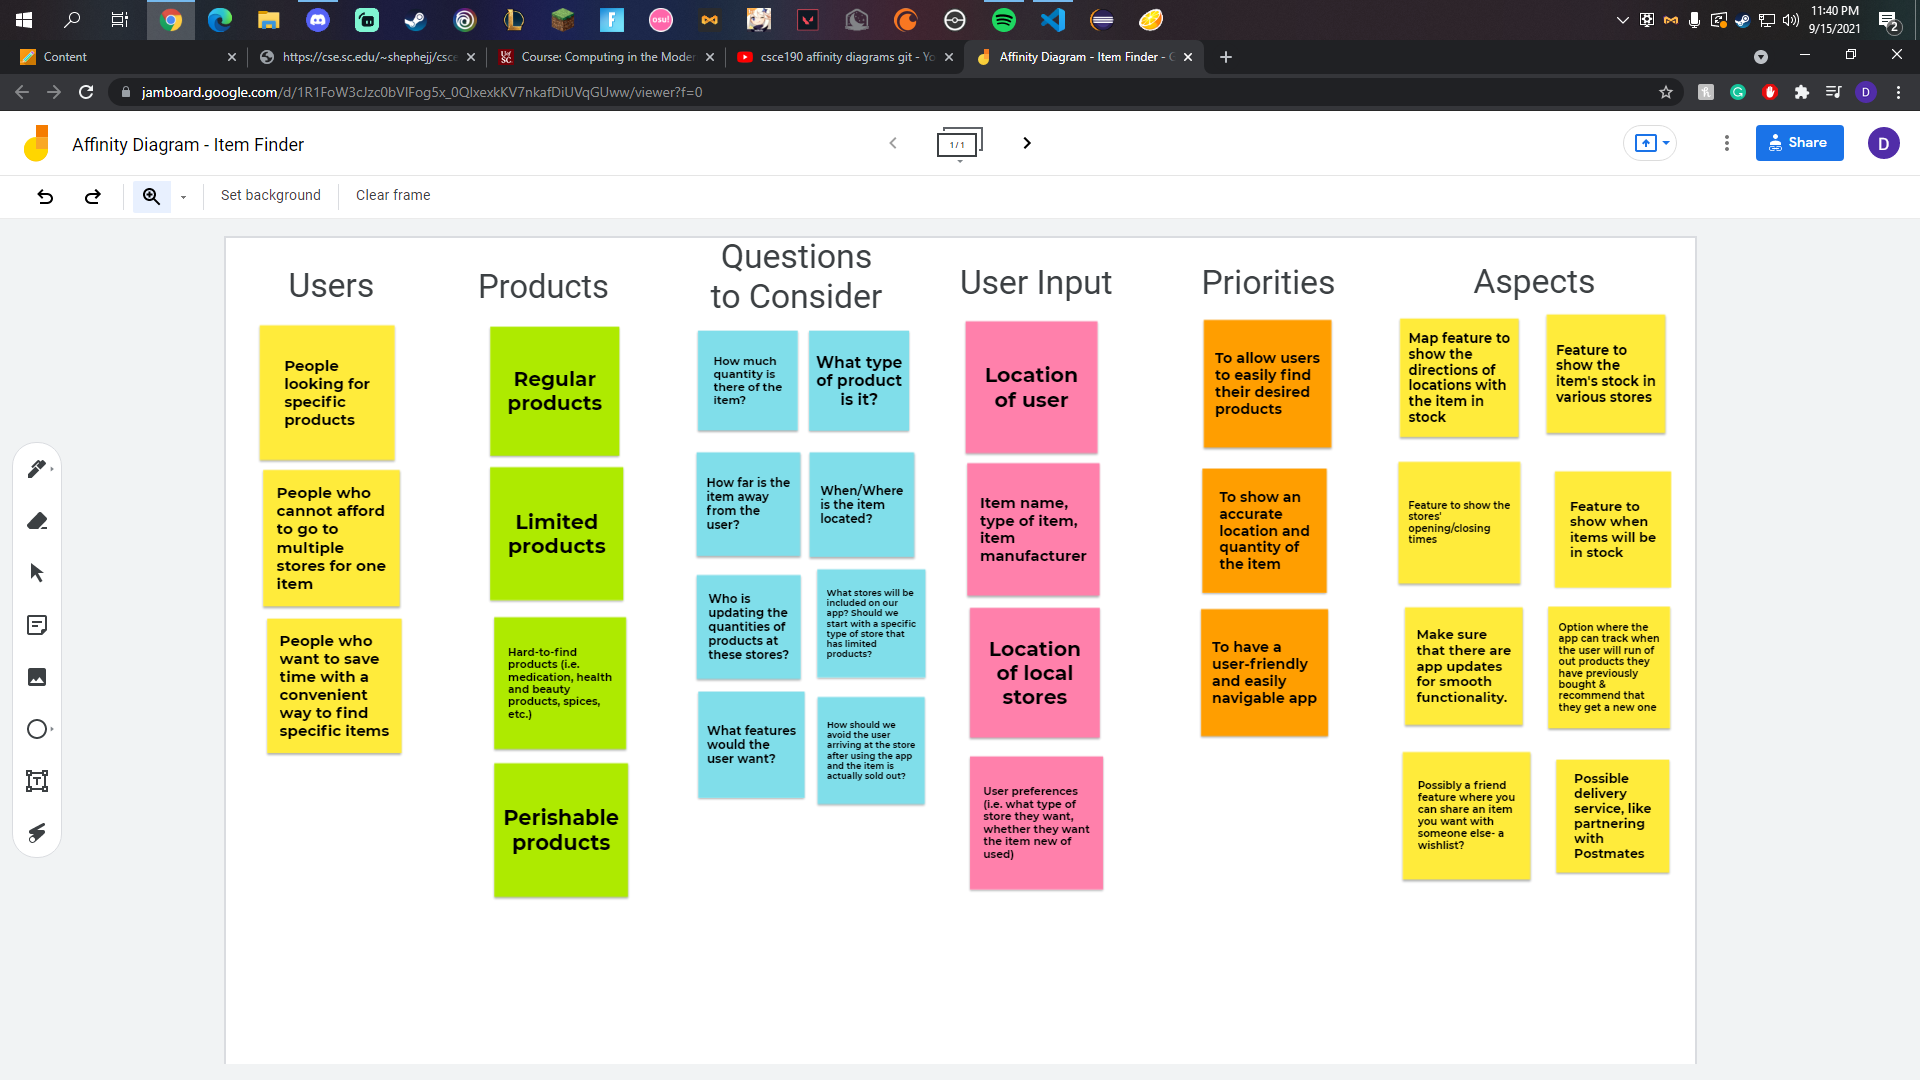 11:40 PM
9/15/2021
2
Content
https://cse.sc.edu/~shephejj/csce
Course: Computing in the Moder
csce190 affinity diagrams git - Yo
Affinity Diagram - Item Finder - G
jamboard.google.com/d/1R1FoW3cJzc0bVlFog5x_0QlxexkKV7nkafDiUVqGUww/viewer?f=0
D
Affinity Diagram - Item Finder
1 / 1
Share
D
Set background
Clear frame
Users
People
looking for
specific
products
People who
cannot afford
to go to
multiple
stores for one
item
People who
want to save
time with a
convenient
way to find
specific items
Products
Regular
products
Limited
products
Hard-to-find
products (i.e.
medication, health
and beauty
products, spices,
etc.)
Perishable
products
Questions
to Consider
How much
quantity is
there of the
item?
What type
of product
is it?
How far is the
item away
from the
user?
When/Where
is the item
located?
Who is
updating the
quantities of
products at
these stores?
What stores will be
included on our
app? Should we
start with a specific
type of store that
has limited
products?
What features
would the
user want?
How should we
avoid the user
arriving at the store
after using the app
and the item is
actually sold out?
User Input
Location
of user
Item name,
type of item,
item
manufacturer
Location
of local
stores
User preferences
(i.e. what type of
store they want,
whether they want
the item new of
used)
Priorities
To allow users
to easily find
their desired
products
To show an
accurate
location and
quantity of
the item
To have a
user-friendly
and easily
navigable app
Aspects
Map feature to
show the
directions of
locations with
the item in
stock
Feature to
show the
item's stock in
various stores
Feature to show the
stores'
opening/closing
times
Feature to
show when
items will be
in stock
Make sure
that there are
app updates
for smooth
functionality.
Option where the
app can track when
the user will run of
out products they
have previously
bought &
recommend that
they get a new one
Possibly a friend
feature where you
can share an item
you want with
someone else- a
wishlist?
Possible
delivery
service, like
partnering
with
Postmates